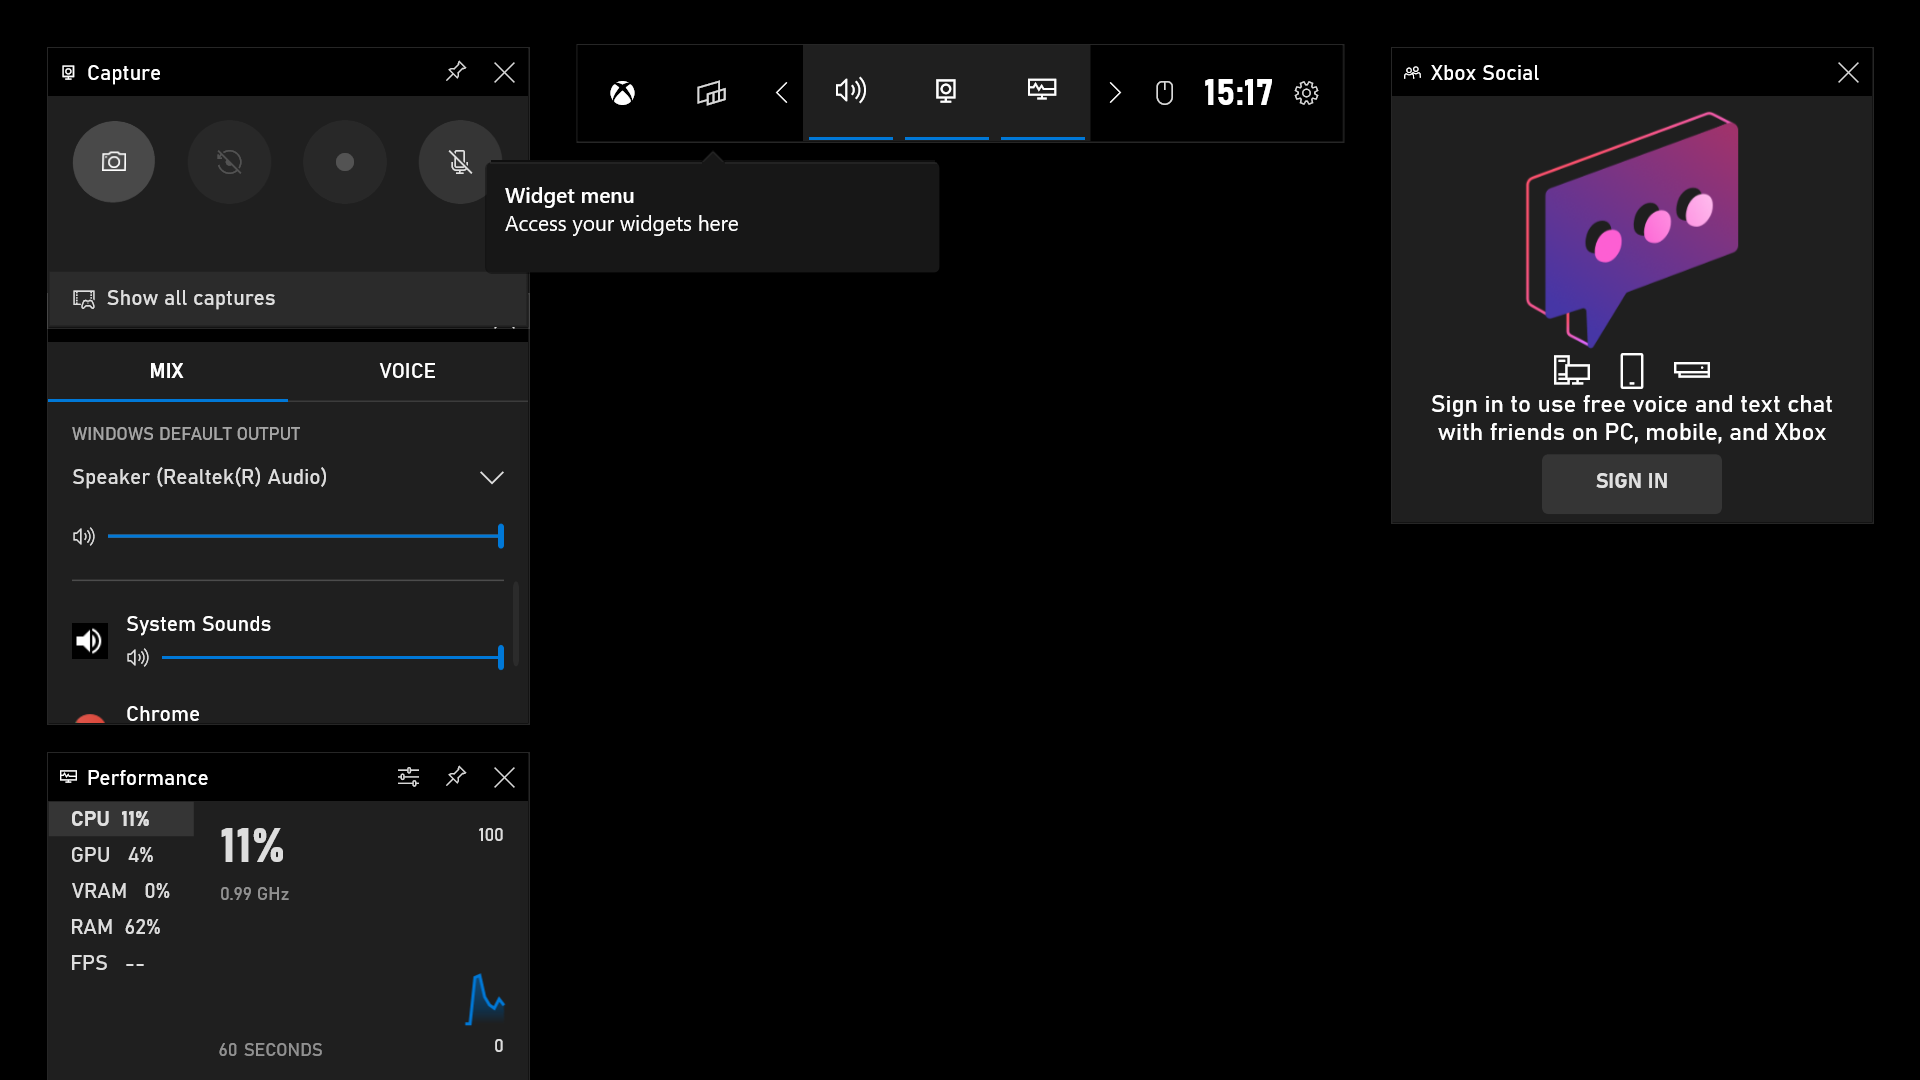 Capture
Show all captures
MIX
VOICE
WINDOWS DEFAULT OUTPUT
Speaker (Realtek(R) Audio)
System Sounds
Chrome
Performance
CPU 11%
GPU 4%
VRAM 0%
RAM 62%
FPS --
11%
0.99 GHz
100
60 SECONDS
0
15:17
Widget menu
Access your widgets here
Xbox Social
Sign in to use free voice and text chat
with friends on PC, mobile, and Xbox
SIGN IN